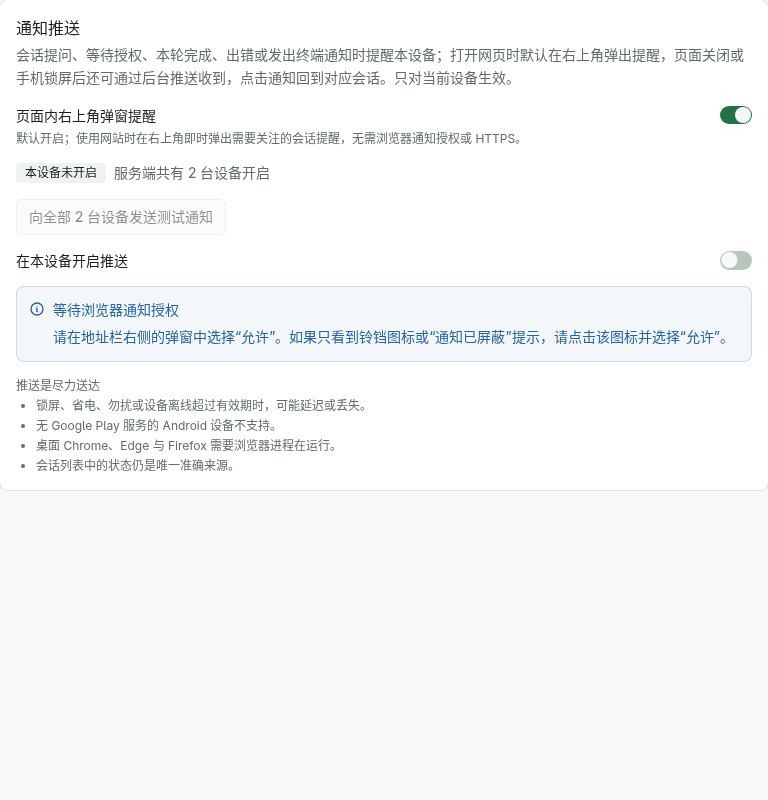 通知推送
会话提问、等待授权、本轮完成、出错或发出终端通知时提醒本设备；打开网页时默认在右上角弹出提醒，页面关闭或
手机锁屏后还可通过后台推送收到，点击通知回到对应会话。只对当前设备生效。
页面内右上角弹窗提醒
默认开启；使用网站时在右上角即时弹出需要关注的会话提醒，无需浏览器通知授权或 HTTPS。
本设备未开启 服务端共有 2 台设备开启
向全部 2 台设备发送测试通知
在本设备开启推送
等待浏览器通知授权
请在地址栏右侧的弹窗中选择“允许”。如果只看到铃铛图标或“通知已屏蔽”提示，请点击该图标并选择“允许”。
推送是尽力送达
• 锁屏、省电、勿扰或设备离线超过有效期时，可能延迟或丢失。
• 无 Google Play 服务的 Android 设备不支持。
• 桌面 Chrome、Edge 与 Firefox 需要浏览器进程在运行。
• 会话列表中的状态仍是唯一准确来源。